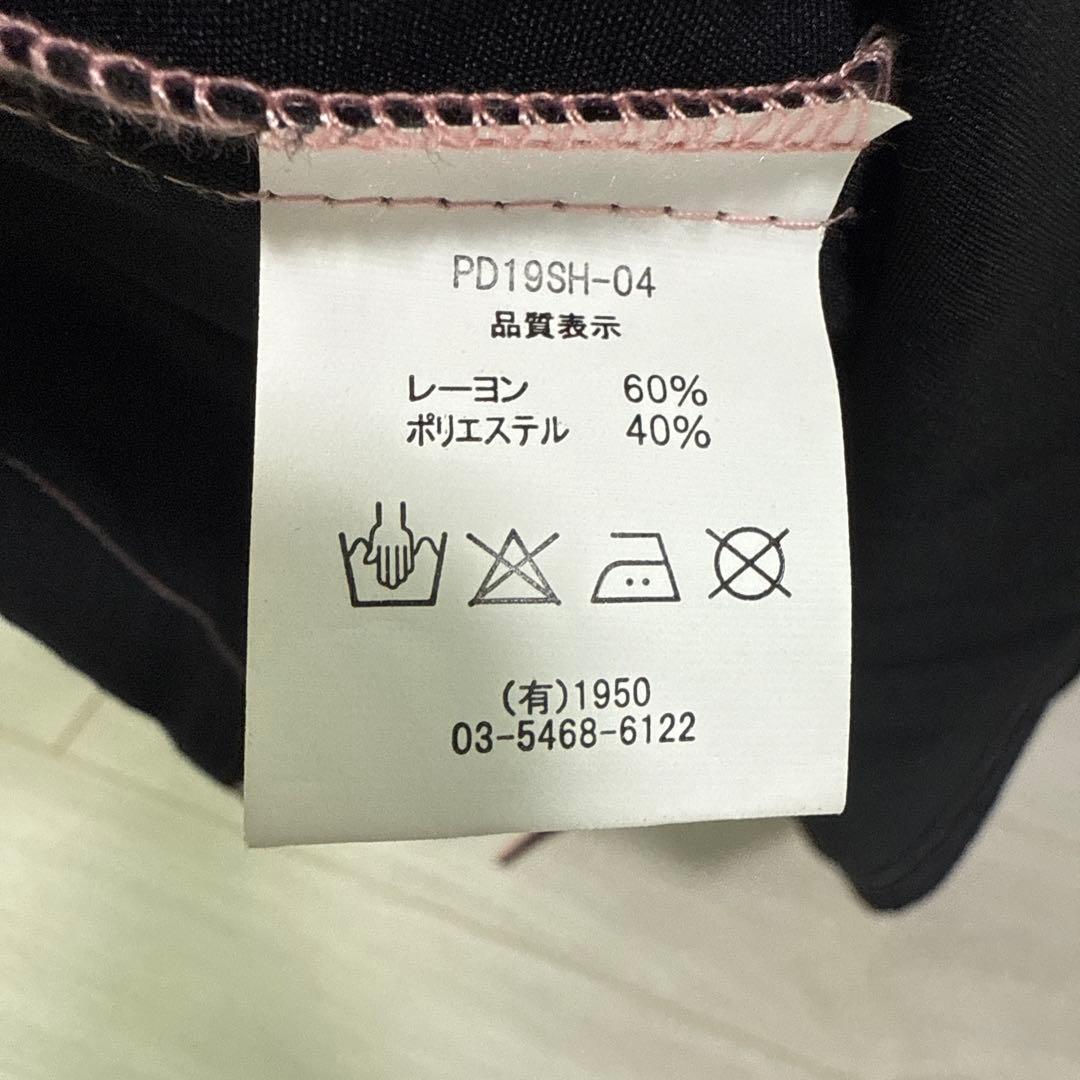 PD19SH-04
品質表示
レーヨン 60%
ポリエステル 40%
(有)1950
03-5468-6122